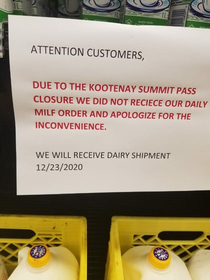 ATTENTION CUSTOMERS,
DUE TO THE KOOTENAY SUMMIT PASS
CLOSURE WE DID NOT RECIECE OUR DAILY
MILF ORDER AND APOLOGIZE FOR THE
INCONVENIENCE.
WE WILL RECEIVE DAIRY SHIPMENT
12/23/2020